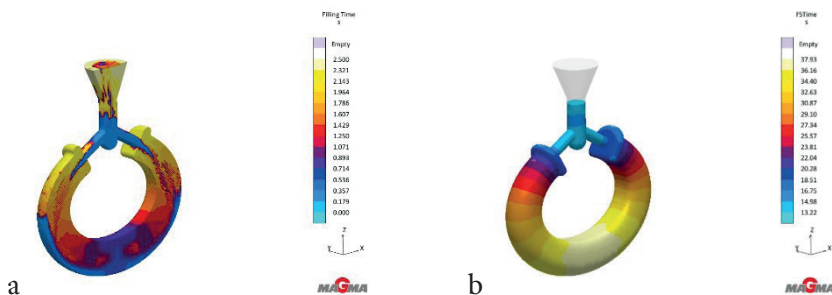 Filling Time
s
Empty
2.500
2.321
2.143
1.964
1.786
1.607
1.429
1.250
1.071
0.893
0.714
0.536
0.357
0.179
0.000
Z
Y X
MAGMA
a
FSTime
s
Empty
37.93
36.16
34.40
32.63
30.87
29.10
27.34
25.57
23.81
22.04
20.28
18.51
16.75
14.98
13.22
Z
Y X
MAGMA
b